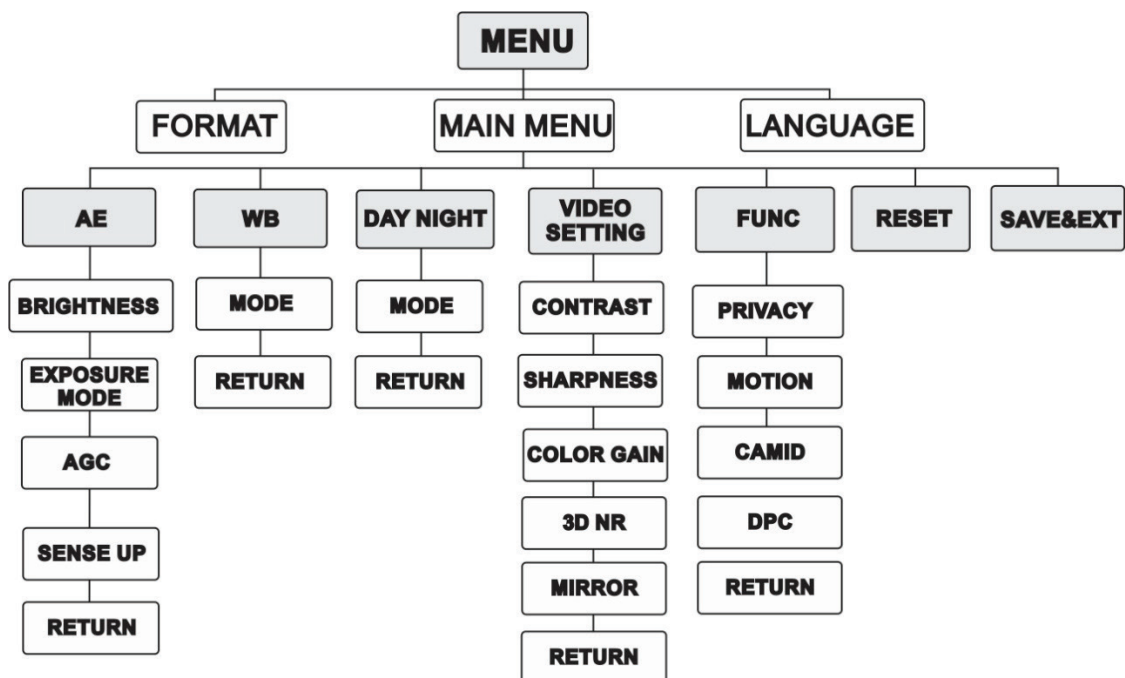 MENU
FORMAT
MAIN MENU
LANGUAGE
AE
WB
DAY NIGHT
VIDEO
SETTING
FUNC
RESET
SAVE&EXT
BRIGHTNESS
EXPOSURE
MODE
AGC
SENSE UP
RETURN
MODE
RETURN
MODE
RETURN
CONTRAST
SHARPNESS
COLOR GAIN
3D NR
MIRROR
RETURN
PRIVACY
MOTION
CAMID
DPC
RETURN